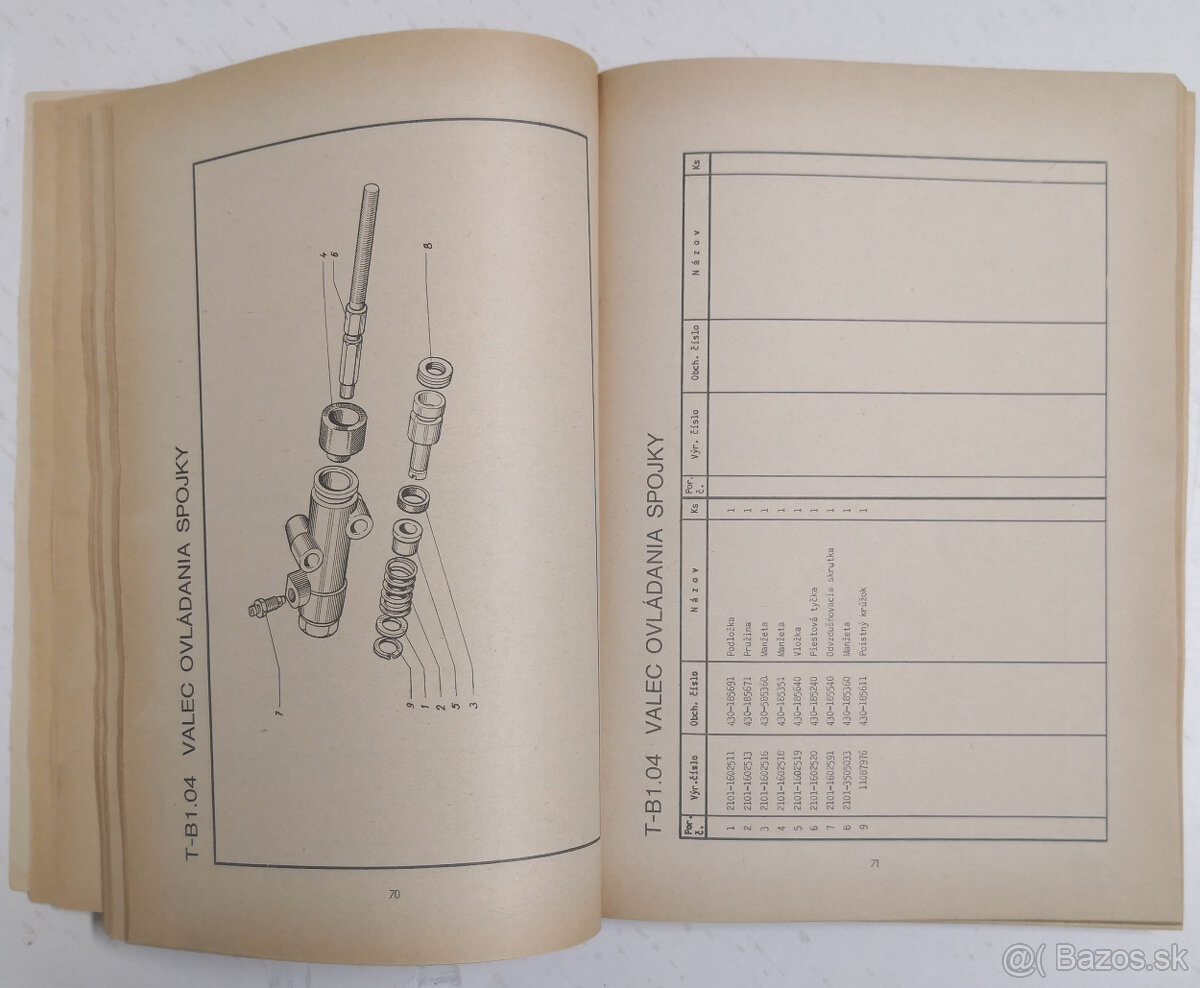 T-B1.04 VALEC OVLÁDANIA SPOJKY
4
6
8
7
9
1
2
5
3
70
T-B1.04 VALEC OVLÁDANIA SPOJKY
Por. č. Výr.číslo Obch. číslo Názov Ks Por. č. Výr. číslo Obch. číslo Názov Ks
1 2101-1602511 430-185691 Podložka 1
2 2101-1602513 430-185671 Pružina 1
3 2101-1602516 430-585360 Manžeta 1
4 2101-1602518 430-185351 Manžeta 1
5 2101-1602519 430-185640 Vložka 1
6 2101-1602520 430-185240 Piestová tyčka 1
7 2101-1602591 430-185540 Odvzdušňovacia skrutka 1
8 2101-3505033 430-185360 Manžeta 1
9 11087976 430-185611 Poistný krúžok 1
71
@( Bazos.sk